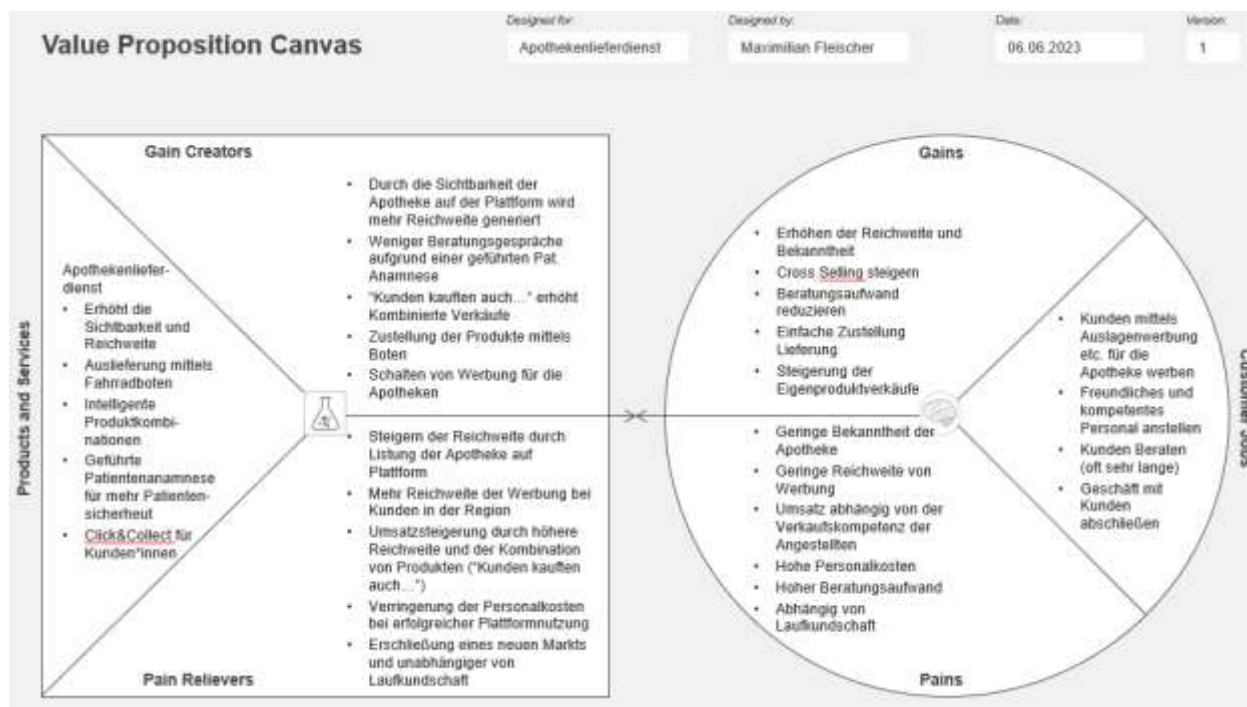 Designed for:
Designed by:
Date:
Version:
Value Proposition Canvas
Apothekenlieferdienst
Maximilian Fleischer
06.06.2023
1
Products and Services
Gain Creators
Apothekenliefer-
dienst
• Erhöht die
Sichtbarkeit und
Reichweite
• Auslieferung mittels
Fahrradboten
• Intelligente
Produktkombi-
nationen
• Geführte
Patientenanamnese
für mehr Patienten-
sicherheut
• Click&Collect für
Kunden*innen
• Durch die Sichtbarkeit der
Apotheke auf der Plattform wird
mehr Reichweite generiert
• Weniger Beratungsgespräche
aufgrund einer geführten Pat.
Anamnese
• "Kunden kauften auch…" erhöht
Kombinierte Verkäufe
• Zustellung der Produkte mittels
Boten
• Schalten von Werbung für die
Apotheken
• Steigern der Reichweite durch
Listung der Apotheke auf
Plattform
• Mehr Reichweite der Werbung bei
Kunden in der Region
• Umsatzsteigerung durch höhere
Reichweite und der Kombination
von Produkten ("Kunden kauften
auch…")
• Verringerung der Personalkosten
bei erfolgreicher Plattformnutzung
• Erschließung eines neuen Markts
und unabhängiger von
Laufkundschaft
Pain Relievers
Gains
• Erhöhen der Reichweite und
Bekanntheit
• Cross Selling steigern
• Beratungsaufwand
reduzieren
• Einfache Zustellung
Lieferung
• Steigerung der
Eigenproduktverkäufe
• Geringe Bekanntheit der
Apotheke
• Geringe Reichweite von
Werbung
• Umsatz abhängig von der
Verkaufskompetenz der
Angestellten
• Hohe Personalkosten
• Hoher Beratungsaufwand
• Abhängig von
Laufkundschaft
Pains
• Kunden mittels
Auslagenwerbung
etc. für die
Apotheke werben
• Freundliches und
kompetentes
Personal anstellen
• Kunden Beraten
(oft sehr lange)
• Geschäft mit
Kunden
abschließen
Customer Jobs